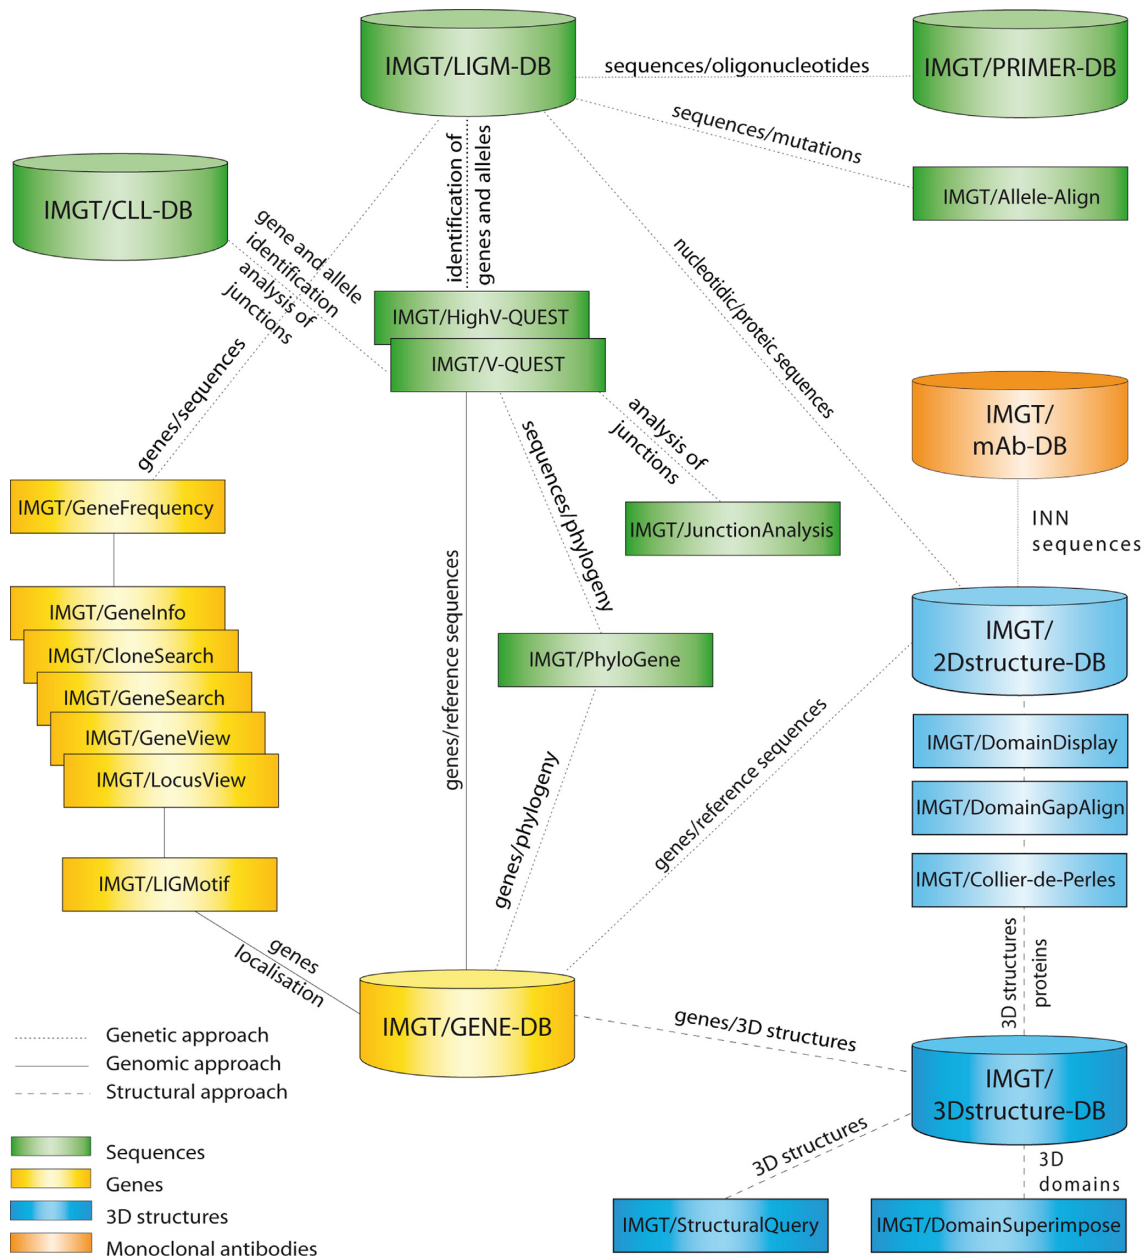 IMGT/LIGM-DB
sequences/oligonucleotides
IMGT/PRIMER-DB
sequences/mutations
IMGT/Allele-Align
IMGT/CLL-DB
identification of
genes and alleles
gene and allele
identification
analysis of
junctions
nucleotidic/proteic sequences
IMGT/HighV-QUEST
IMGT/V-QUEST
genes/sequences
analysis of
junctions
sequences/phylogeny
IMGT/
mAb-DB
IMGT/GeneFrequency
IMGT/JunctionAnalysis
INN
sequences
genes/reference sequences
IMGT/GeneInfo
IMGT/CloneSearch
IMGT/GeneSearch
IMGT/GeneView
IMGT/LocusView
IMGT/PhyloGene
IMGT/
2Dstructure-DB
IMGT/DomainDisplay
IMGT/DomainGapAlign
IMGT/Collier-de-Perles
genes/reference sequences
genes/phylogeny
IMGT/LIGMotif
genes
localisation
3D structures
proteins
IMGT/GENE-DB
genes/3D structures
IMGT/
3Dstructure-DB
3D structures
3D
domains
IMGT/StructuralQuery
IMGT/DomainSuperimpose
Genetic approach
Genomic approach
Structural approach
Sequences
Genes
3D structures
Monoclonal antibodies